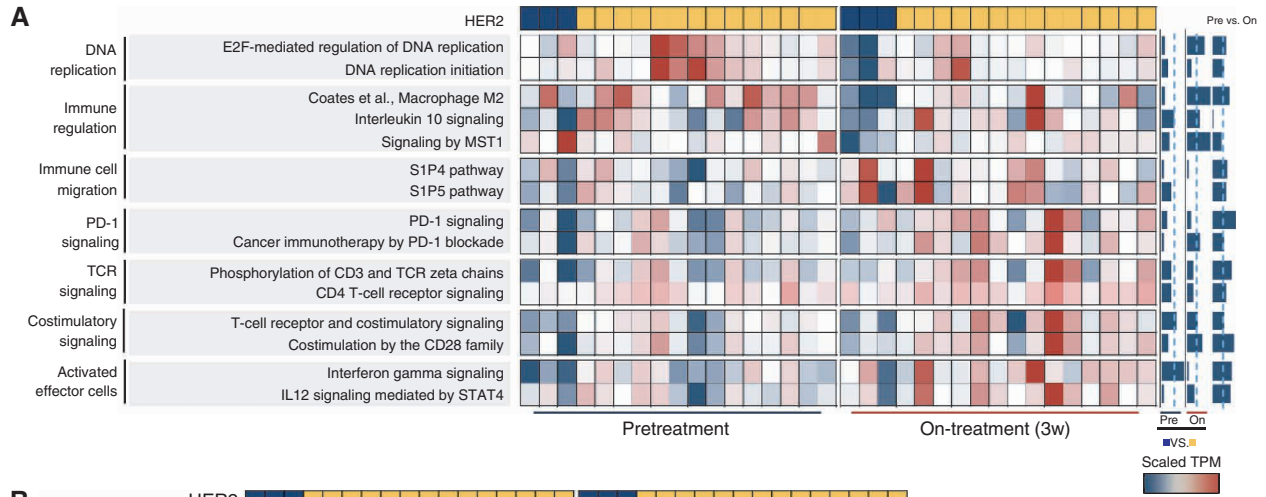 A
HER2
Pre vs. On
DNA
replication
E2F-mediated regulation of DNA replication
DNA replication initiation
Immune
regulation
Coates et al., Macrophage M2
Interleukin 10 signaling
Signaling by MST1
Immune cell
migration
S1P4 pathway
S1P5 pathway
PD-1
signaling
PD-1 signaling
Cancer immunotherapy by PD-1 blockade
TCR
signaling
Phosphorylation of CD3 and TCR zeta chains
CD4 T-cell receptor signaling
Costimulatory
signaling
T-cell receptor and costimulatory signaling
Costimulation by the CD28 family
Activated
effector cells
Interferon gamma signaling
IL12 signaling mediated by STAT4
Pretreatment
On-treatment (3w)
Pre On
VS.
Scaled TPM
B
HER2